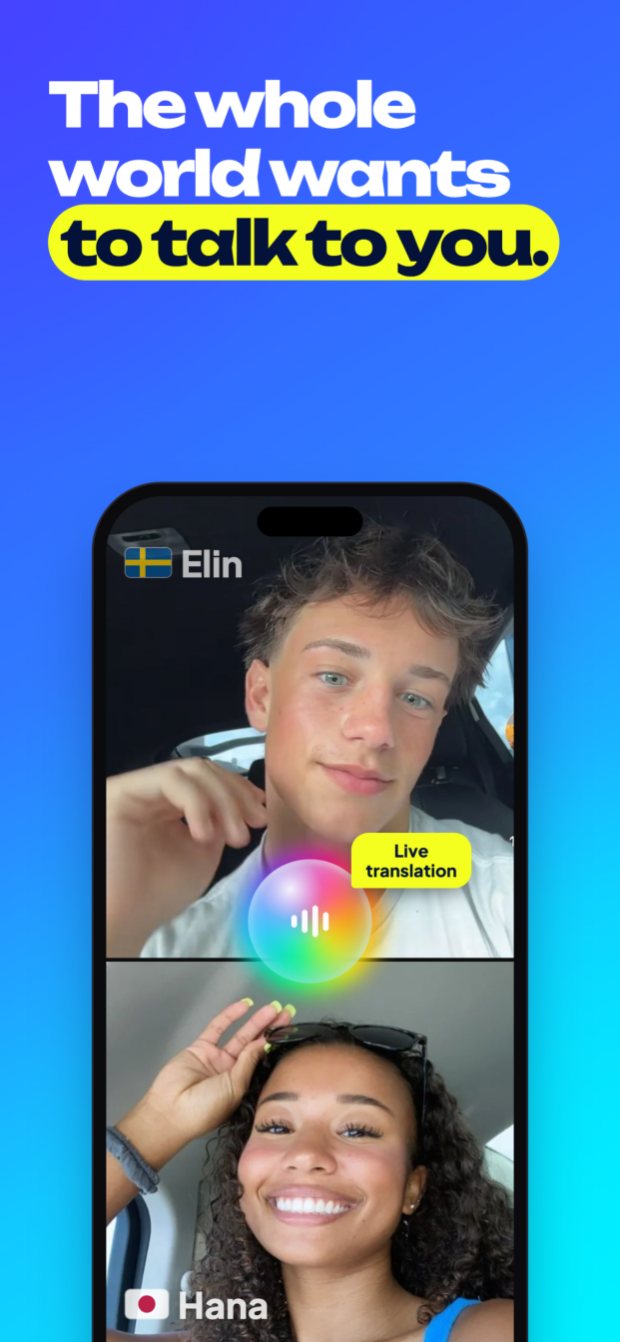 The whole
world wants
to talk to you.
Elin
Live
translation
Hana